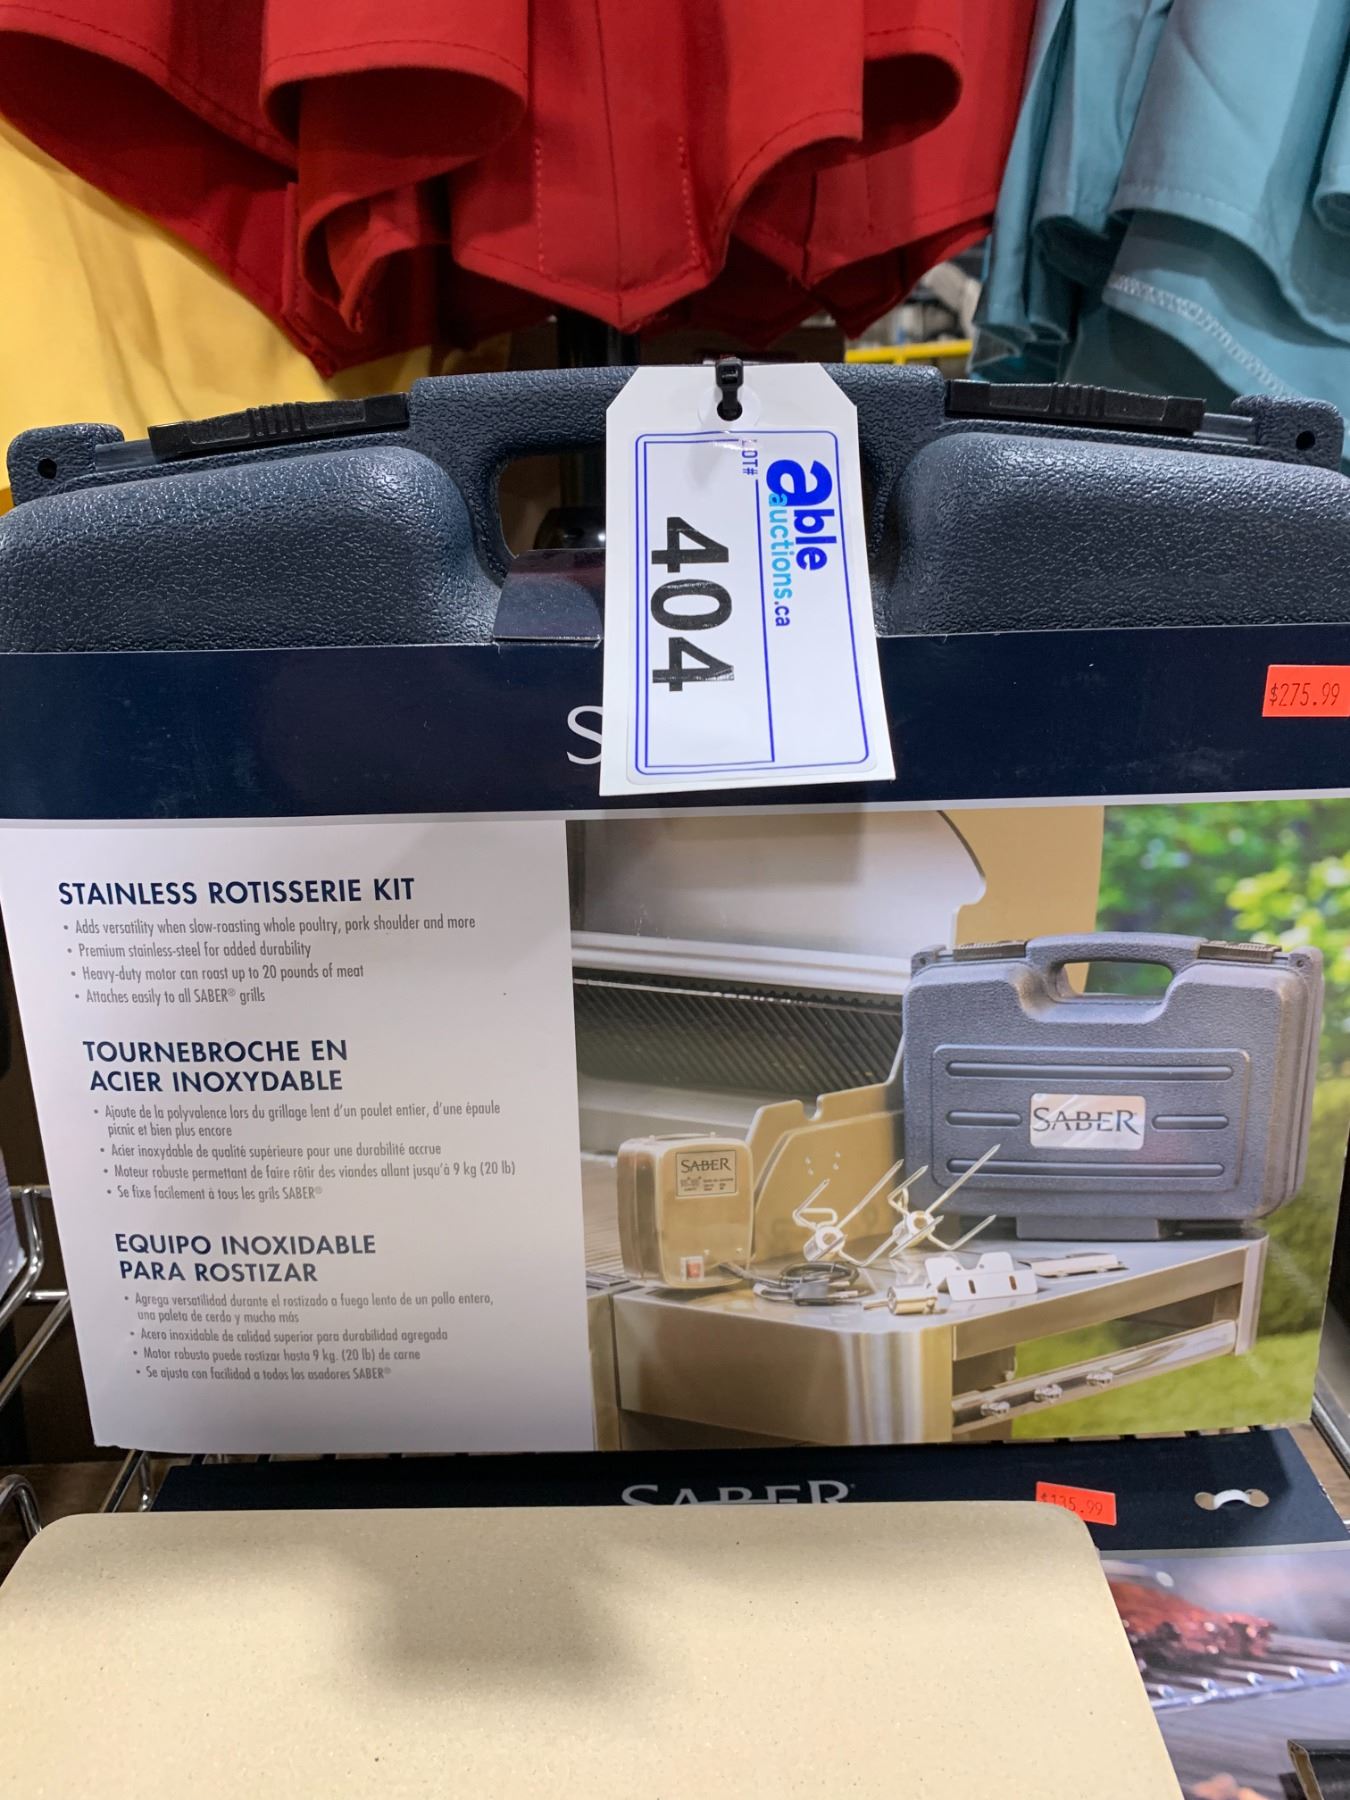 LOT#
able
auctions.ca
404
$275.99
S
STAINLESS ROTISSERIE KIT
• Adds versatility when slow-roasting whole poultry, pork shoulder and more
• Premium stainless-steel for added durability
• Heavy-duty motor can roast up to 20 pounds of meat
• Attaches easily to all SABER® grills
TOURNEBROCHE EN
ACIER INOXYDABLE
• Ajoute de la polyvalence lors du grillage lent d'un poulet entier, d'une épaule
picnic et bien plus encore
• Acier inoxydable de qualité supérieure pour une durabilité accrue
• Moteur robuste permettant de faire rôtir des viandes allant jusqu'à 9 kg (20 lb)
• Se fixe facilement à tous les grils SABER®
EQUIPO INOXIDABLE
PARA ROSTIZAR
• Agrega versatilidad durante el rostizado a fuego lento de un pollo entero,
una paleta de cerdo y mucho más
• Acero inoxidable de calidad superior para durabilidad agregada
• Motor robusto puede rostizar hasta 9 kg. (20 lb) de carne
• Se ajusta con facilidad a todos los asadores SABER®
SABER
SABER
SABER
$135.99